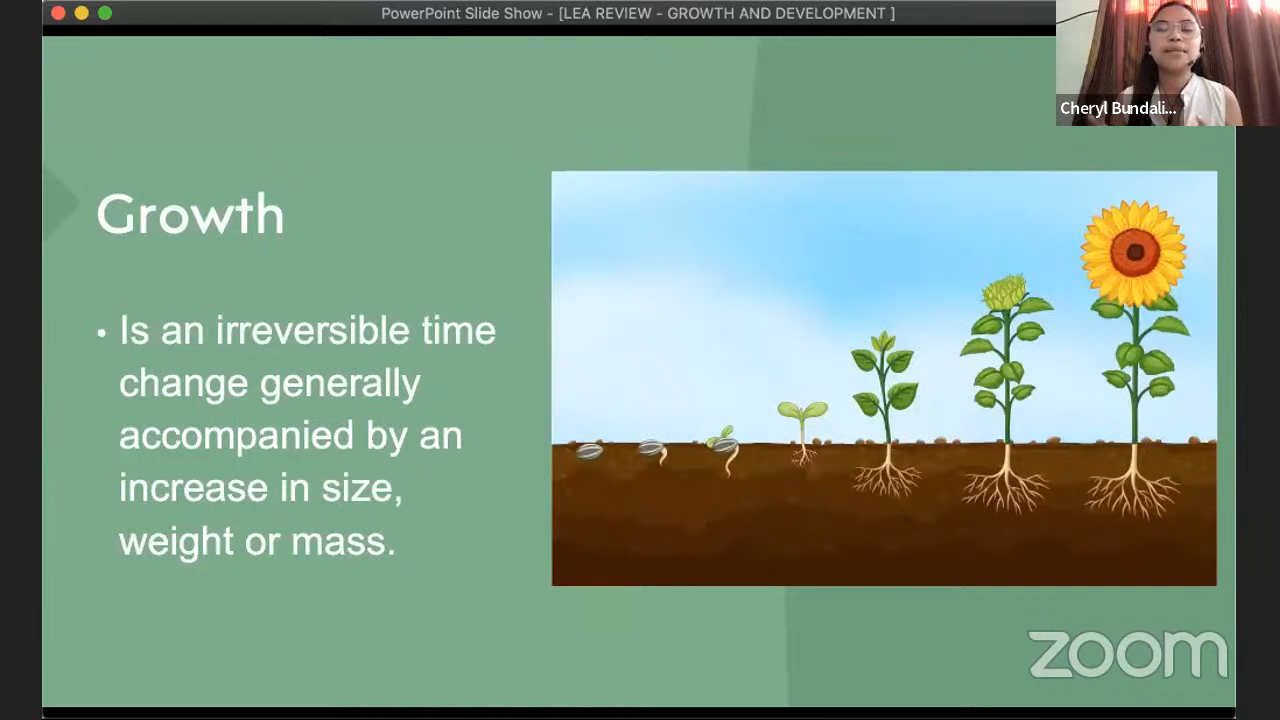 PowerPoint Slide Show - [LEA REVIEW - GROWTH AND DEVELOPMENT ]
Cheryl Bundali...
Growth
• Is an irreversible time
change generally
accompanied by an
increase in size,
weight or mass.
zoom